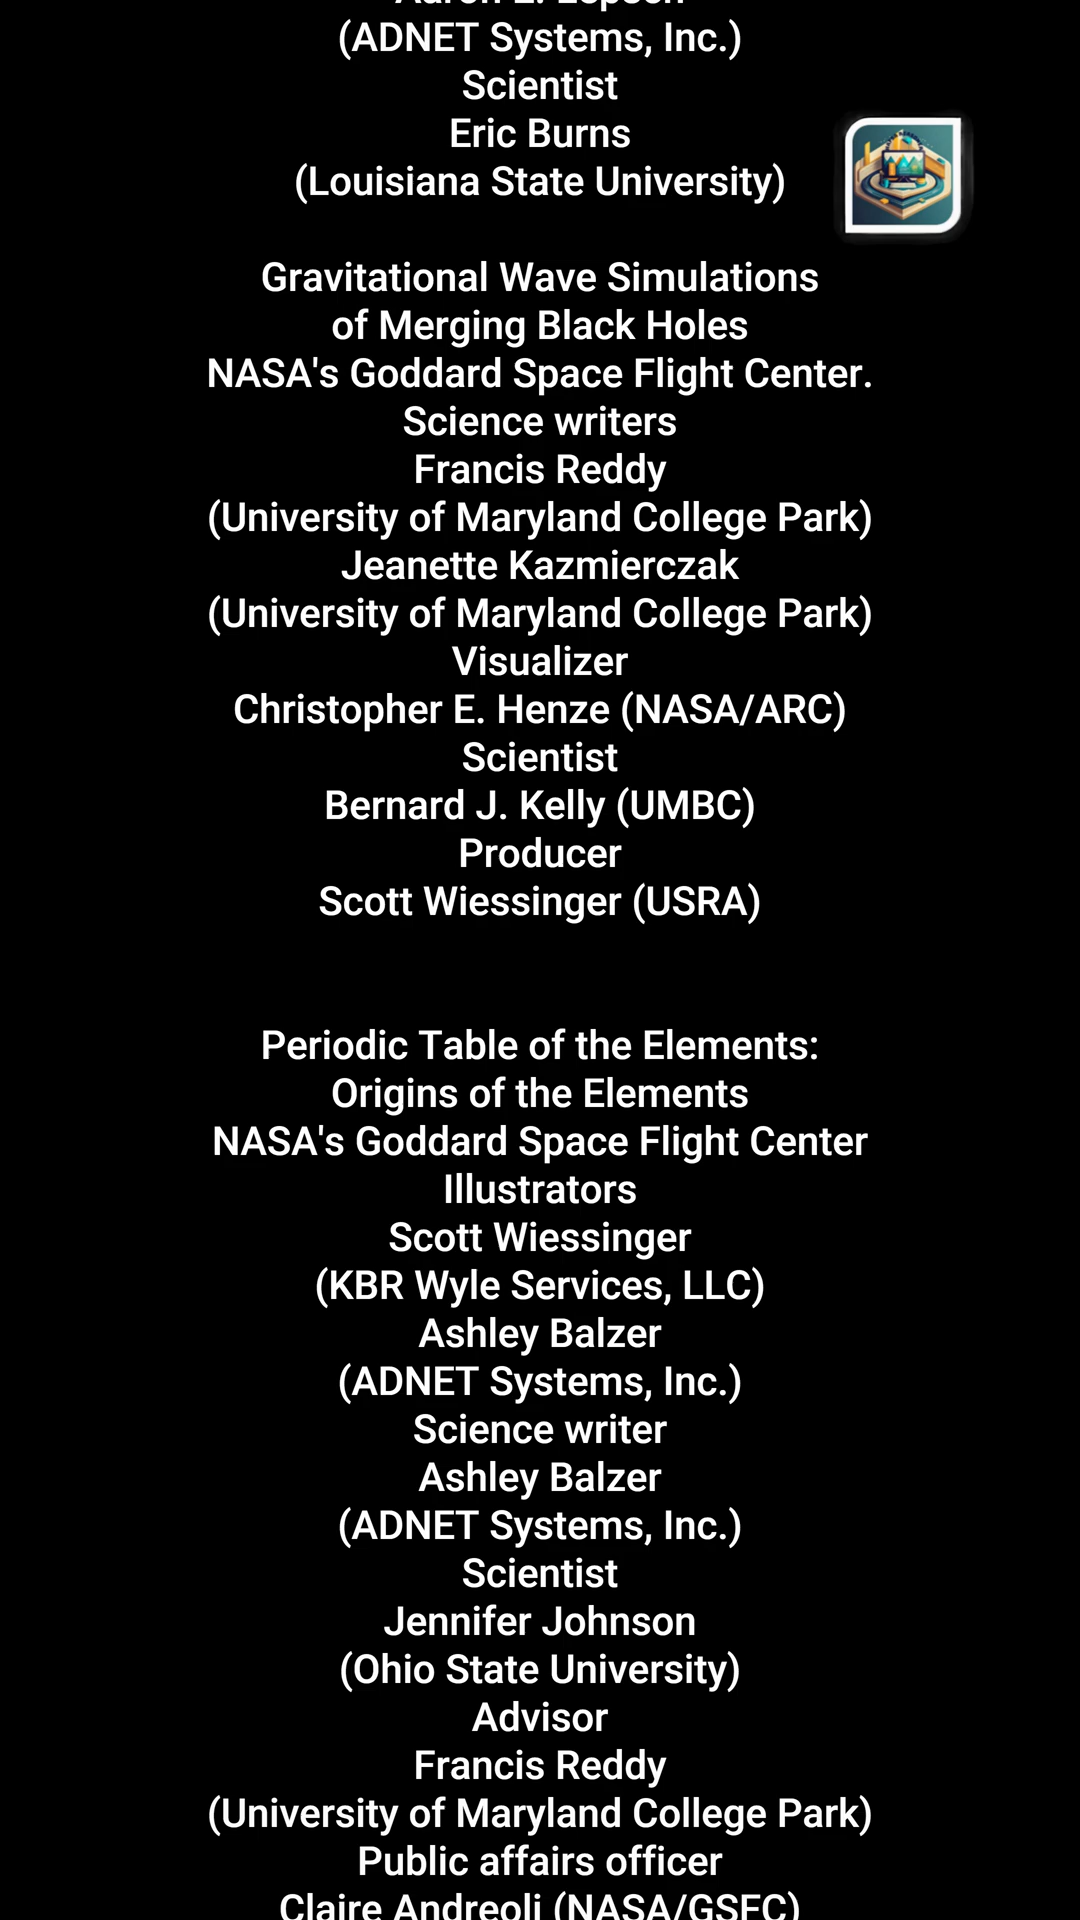 (ADNET Systems, Inc.)
Scientist
Eric Burns
(Louisiana State University)
Gravitational Wave Simulations
of Merging Black Holes
NASA's Goddard Space Flight Center.
Science writers
Francis Reddy
(University of Maryland College Park)
Jeanette Kazmierczak
(University of Maryland College Park)
Visualizer
Christopher E. Henze (NASA/ARC)
Scientist
Bernard J. Kelly (UMBC)
Producer
Scott Wiessinger (USRA)
Periodic Table of the Elements:
Origins of the Elements
NASA's Goddard Space Flight Center
Illustrators
Scott Wiessinger
(KBR Wyle Services, LLC)
Ashley Balzer
(ADNET Systems, Inc.)
Science writer
Ashley Balzer
(ADNET Systems, Inc.)
Scientist
Jennifer Johnson
(Ohio State University)
Advisor
Francis Reddy
(University of Maryland College Park)
Public affairs officer
Claire Andreoli (NASA/GSFC)